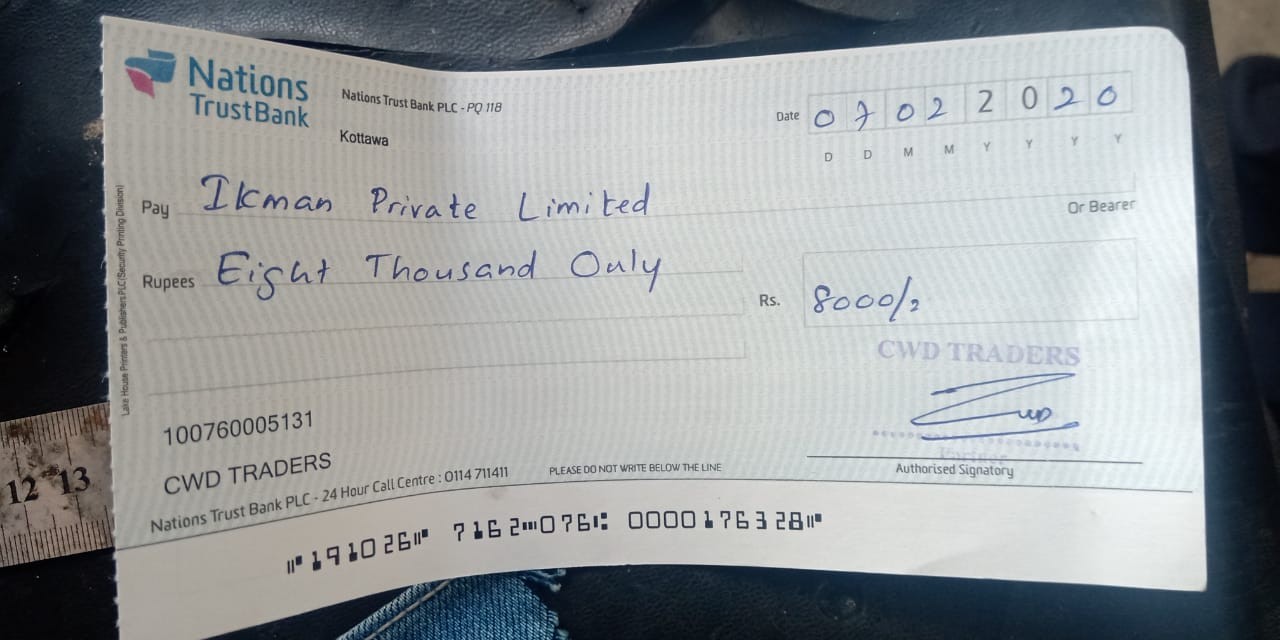 Nations
TrustBank
Nations Trust Bank PLC - PQ 118
Kottawa
Date 0 7 0 2 2 0 2 0
D D M M Y Y Y Y
Pay Ikman Private Limited
Or Bearer
Rupees Eight Thousand Only
Rs. 8000/=
CWD TRADERS
Partner
Authorised Signatory
100760005131
CWD TRADERS
Nations Trust Bank PLC - 24 Hour Call Centre : 0114 711411
PLEASE DO NOT WRITE BELOW THE LINE
⑈191026⑈ 7162⑉076⑆ 0000176328⑈
Lake House Printers & Publishers PLC(Security Printing Division)
12 13